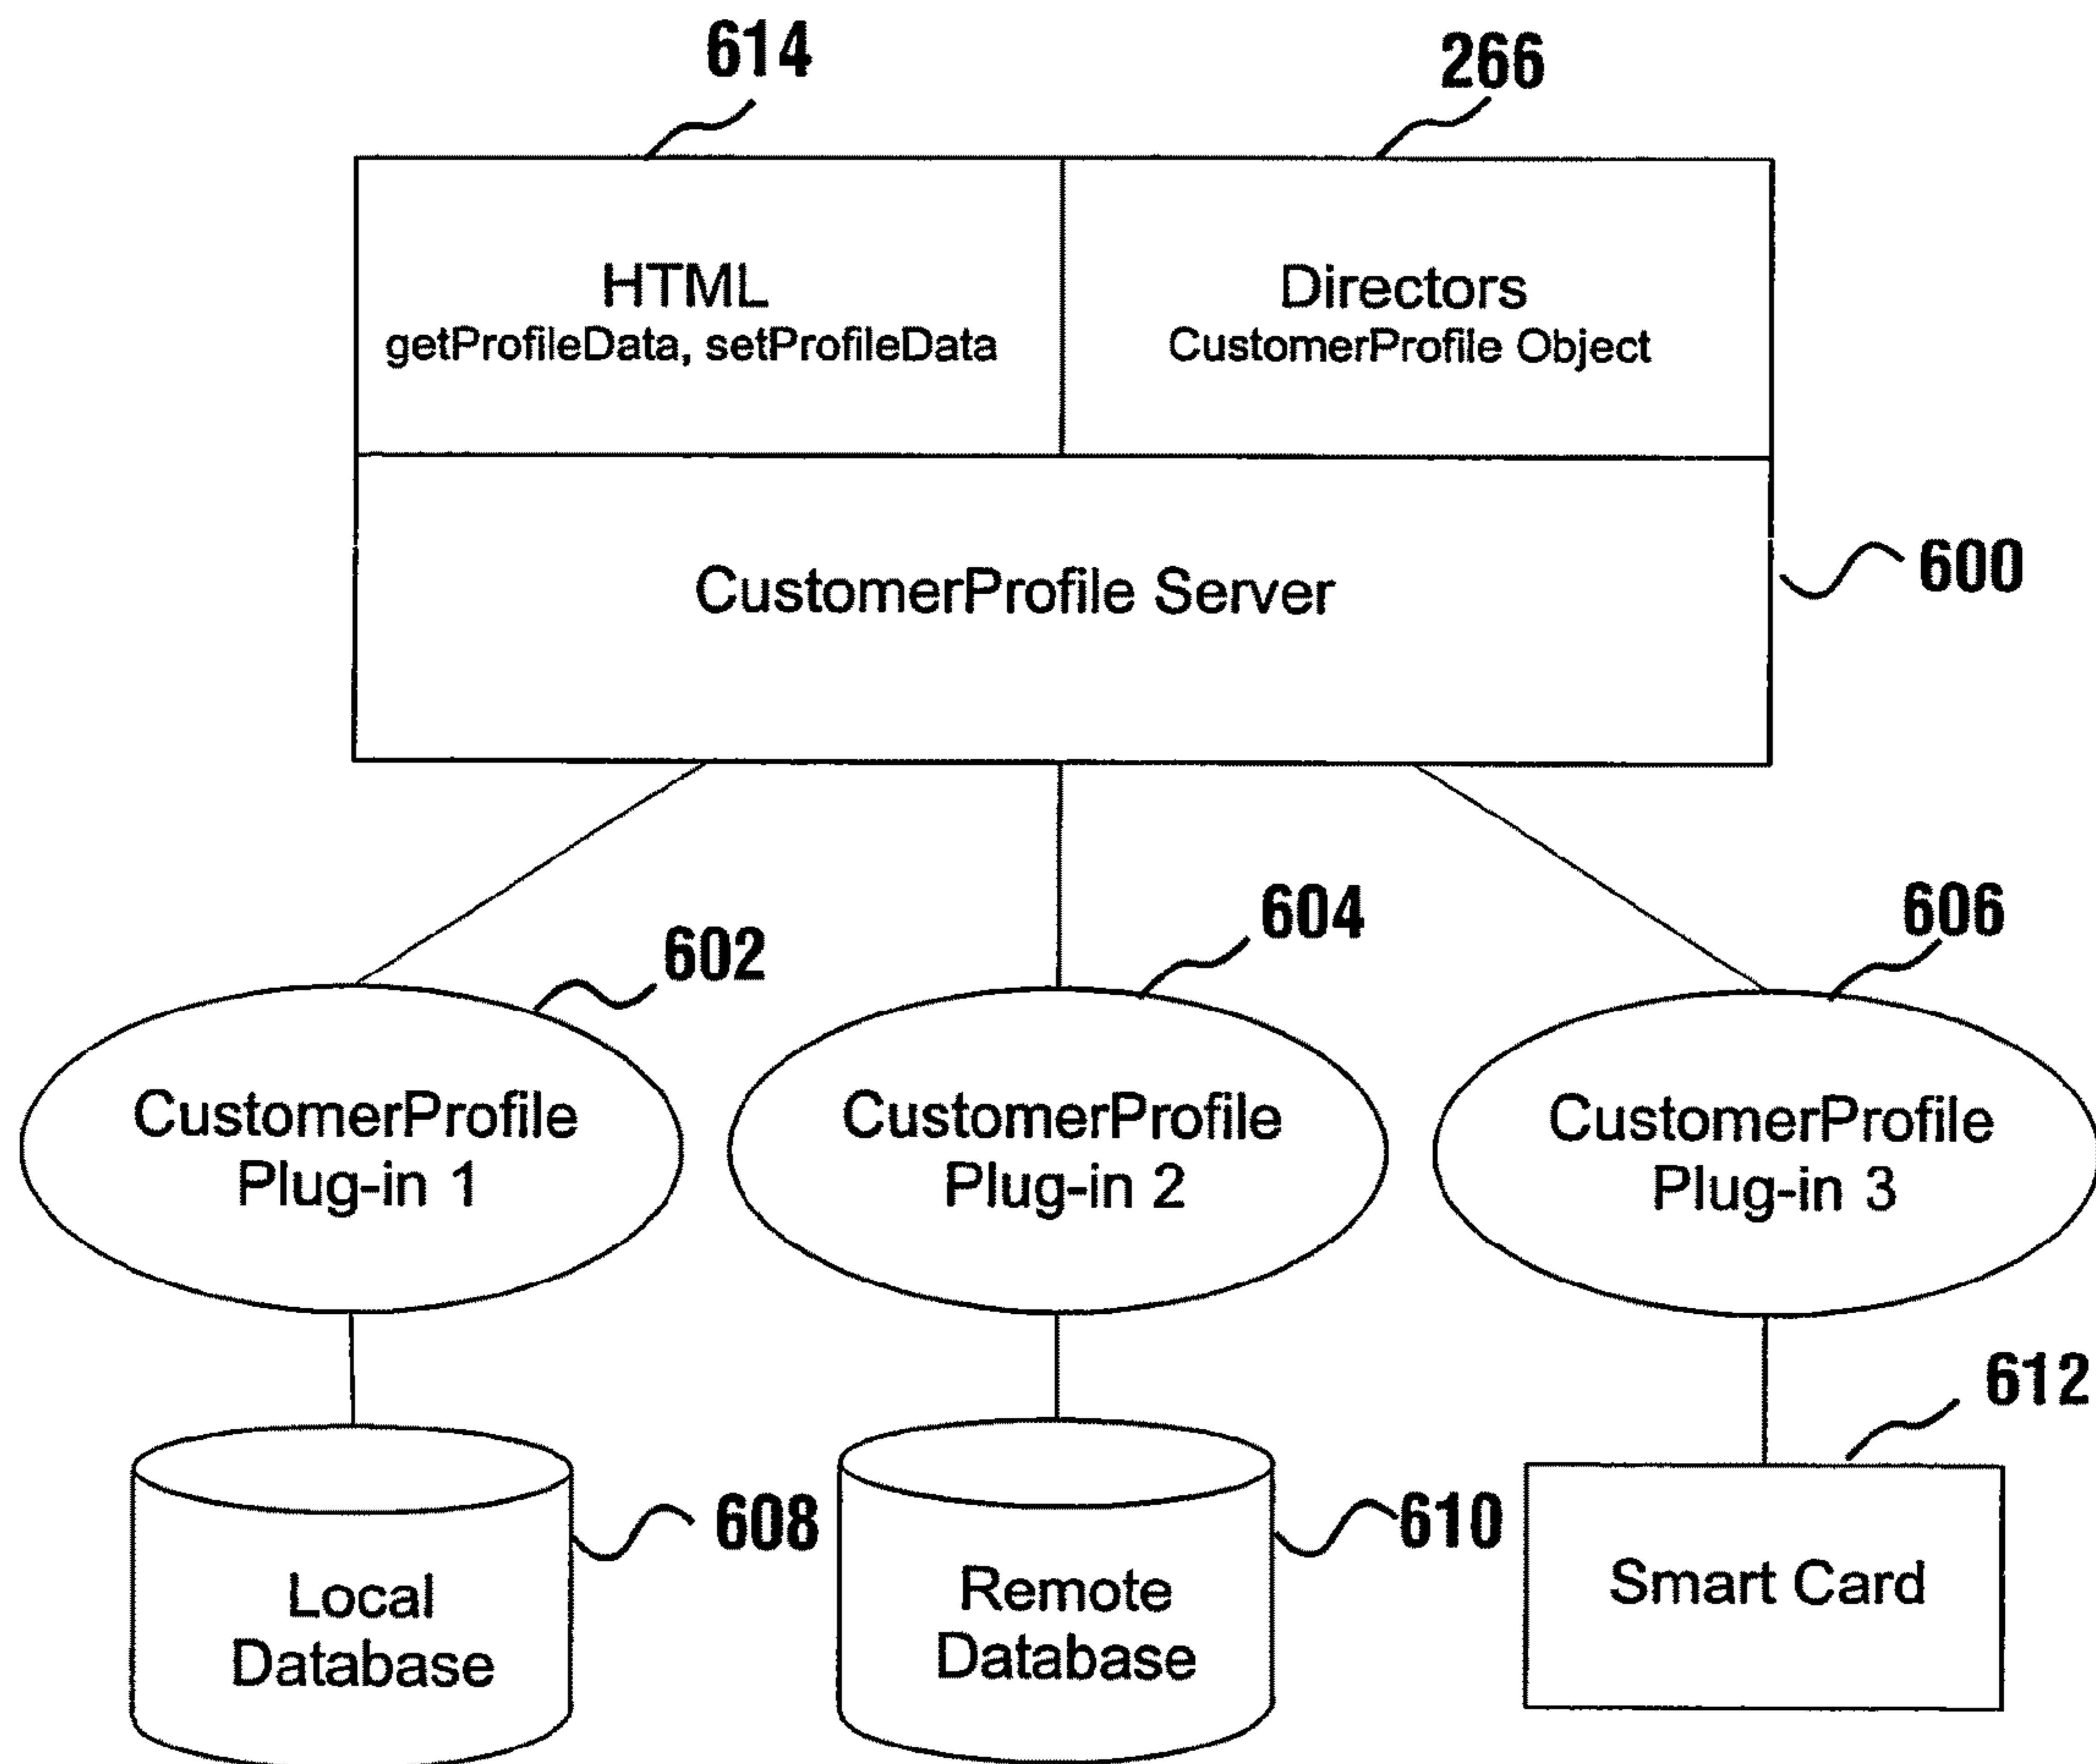 614
266
HTML
getProfileData, setProfileData
Directors
CustomerProfile Object
CustomerProfile Server
600
602
604
606
CustomerProfile
Plug-in 1
CustomerProfile
Plug-in 2
CustomerProfile
Plug-in 3
612
608
610
Local
Database
Remote
Database
Smart Card